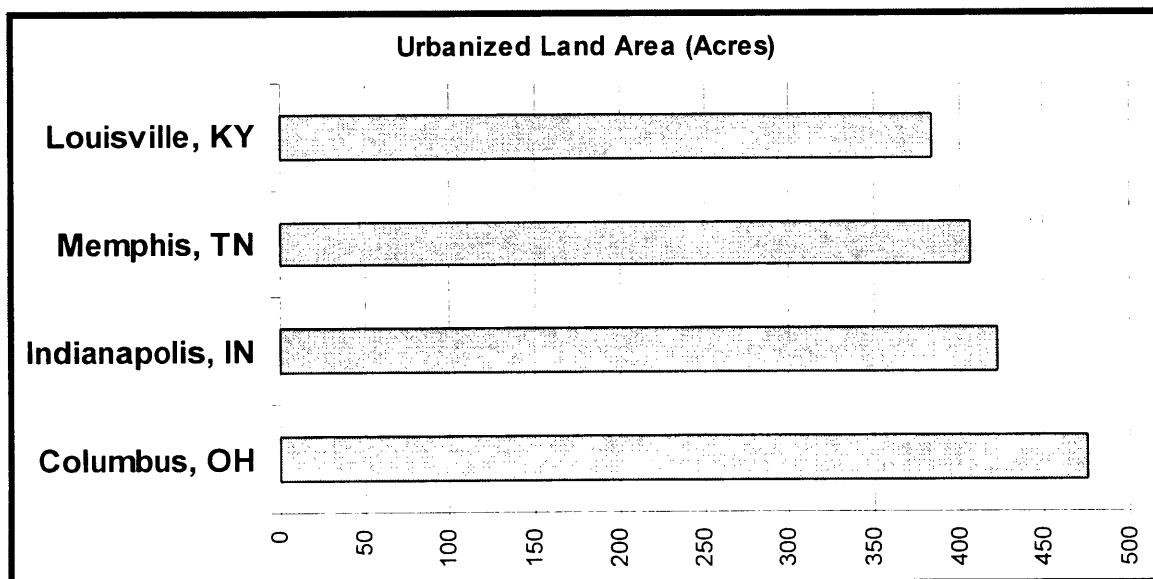 Urbanized Land Area (Acres)
Louisville, KY
Memphis, TN
Indianapolis, IN
Columbus, OH
0 50 100 150 200 250 300 350 400 450 500